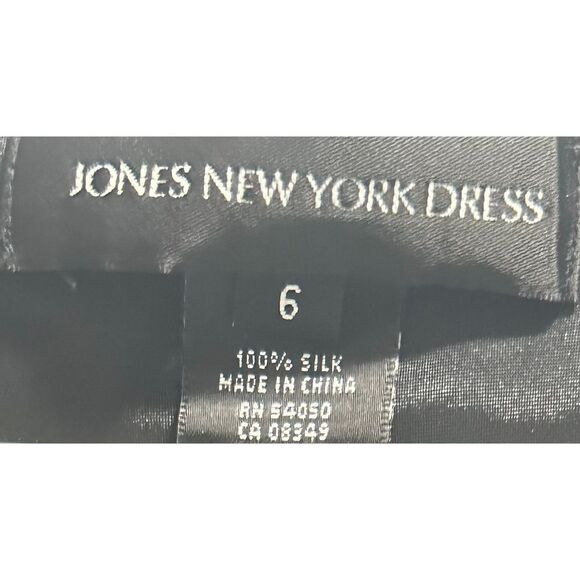 JONES NEW YORK DRESS
6
100% SILK
MADE IN CHINA
RN 54050
CA 08349